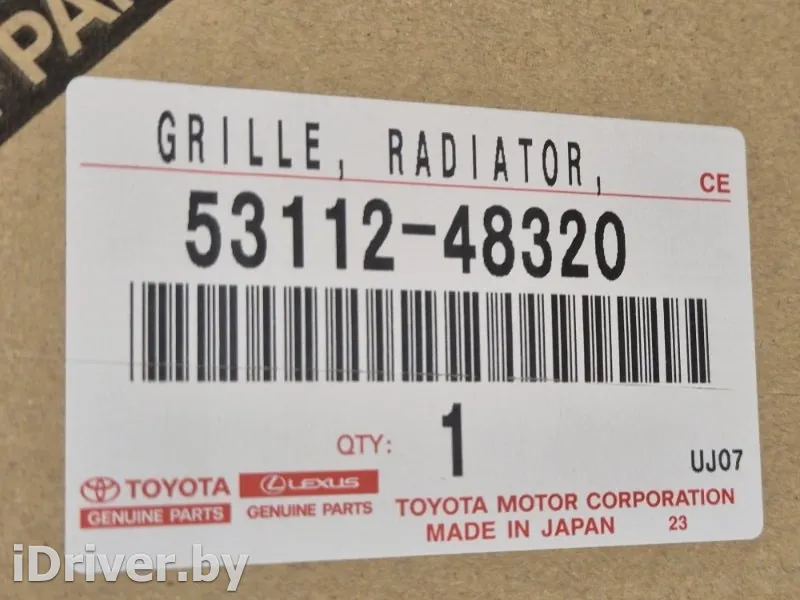 PAR
GRILLE, RADIATOR,
CE
53112-48320
QTY: 1
UJ07
TOYOTA
GENUINE PARTS
LEXUS
GENUINE PARTS
TOYOTA MOTOR CORPORATION
MADE IN JAPAN 23
iDriver.by